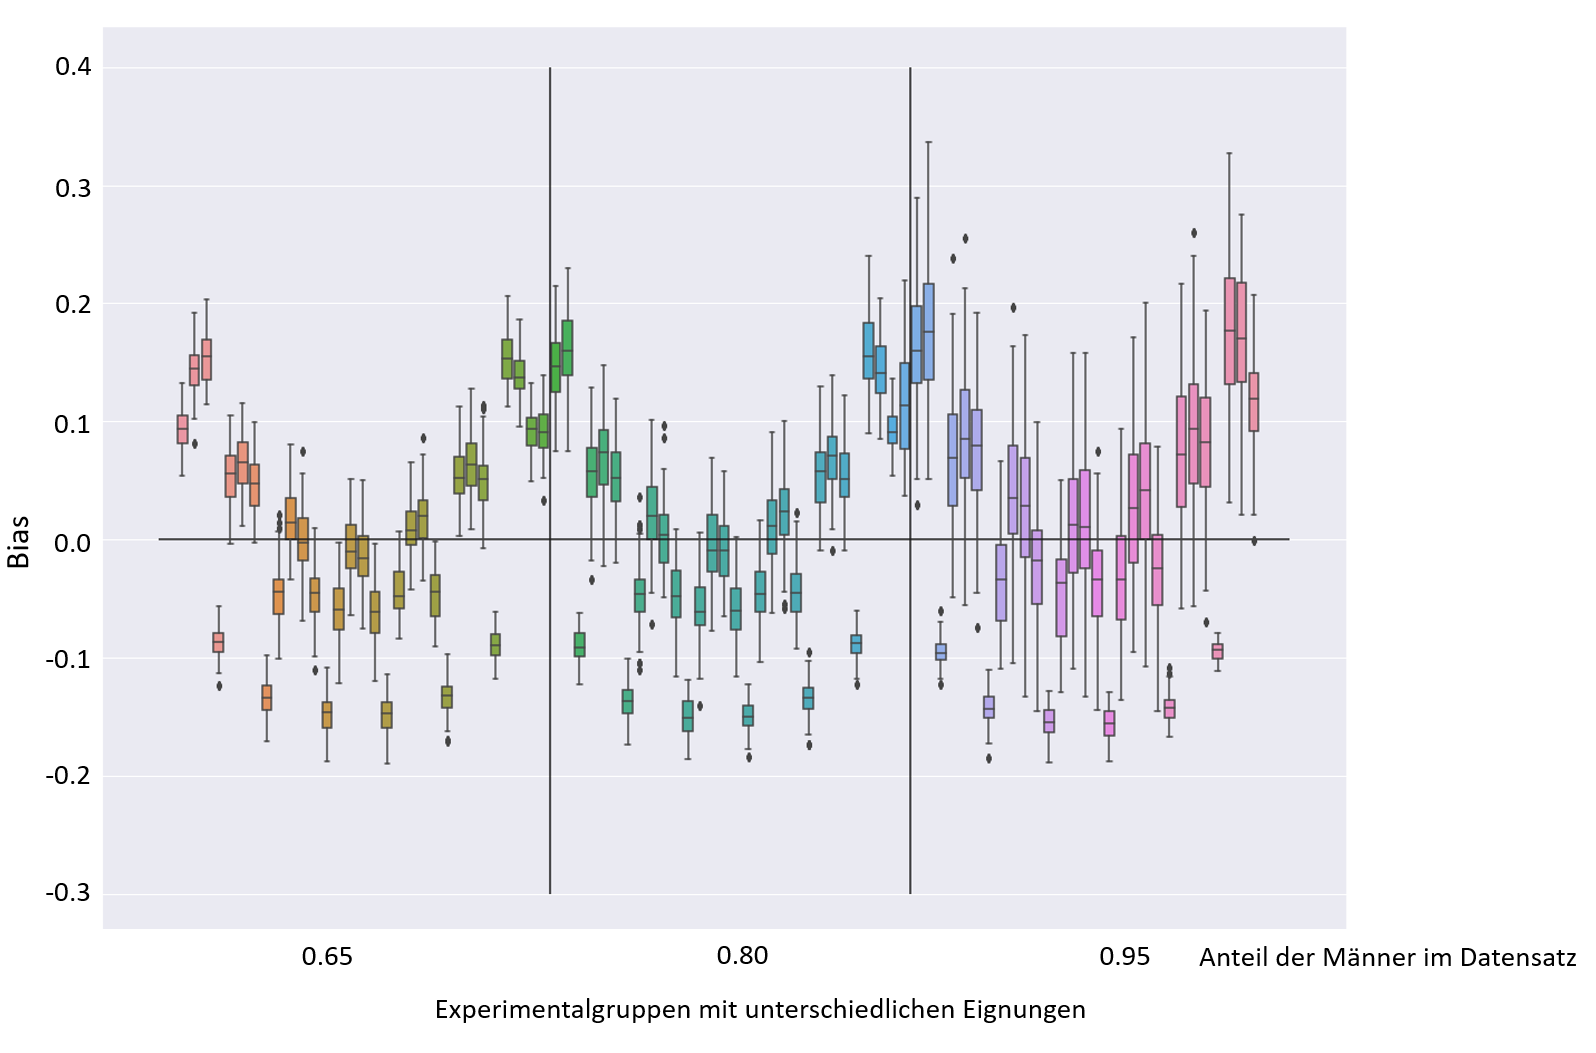 0.4
0.3
0.2
0.1
0.0
-0.1
-0.2
-0.3
Bias
0.65 0.80 0.95 Anteil der Männer im Datensatz
Experimentalgruppen mit unterschiedlichen Eignungen